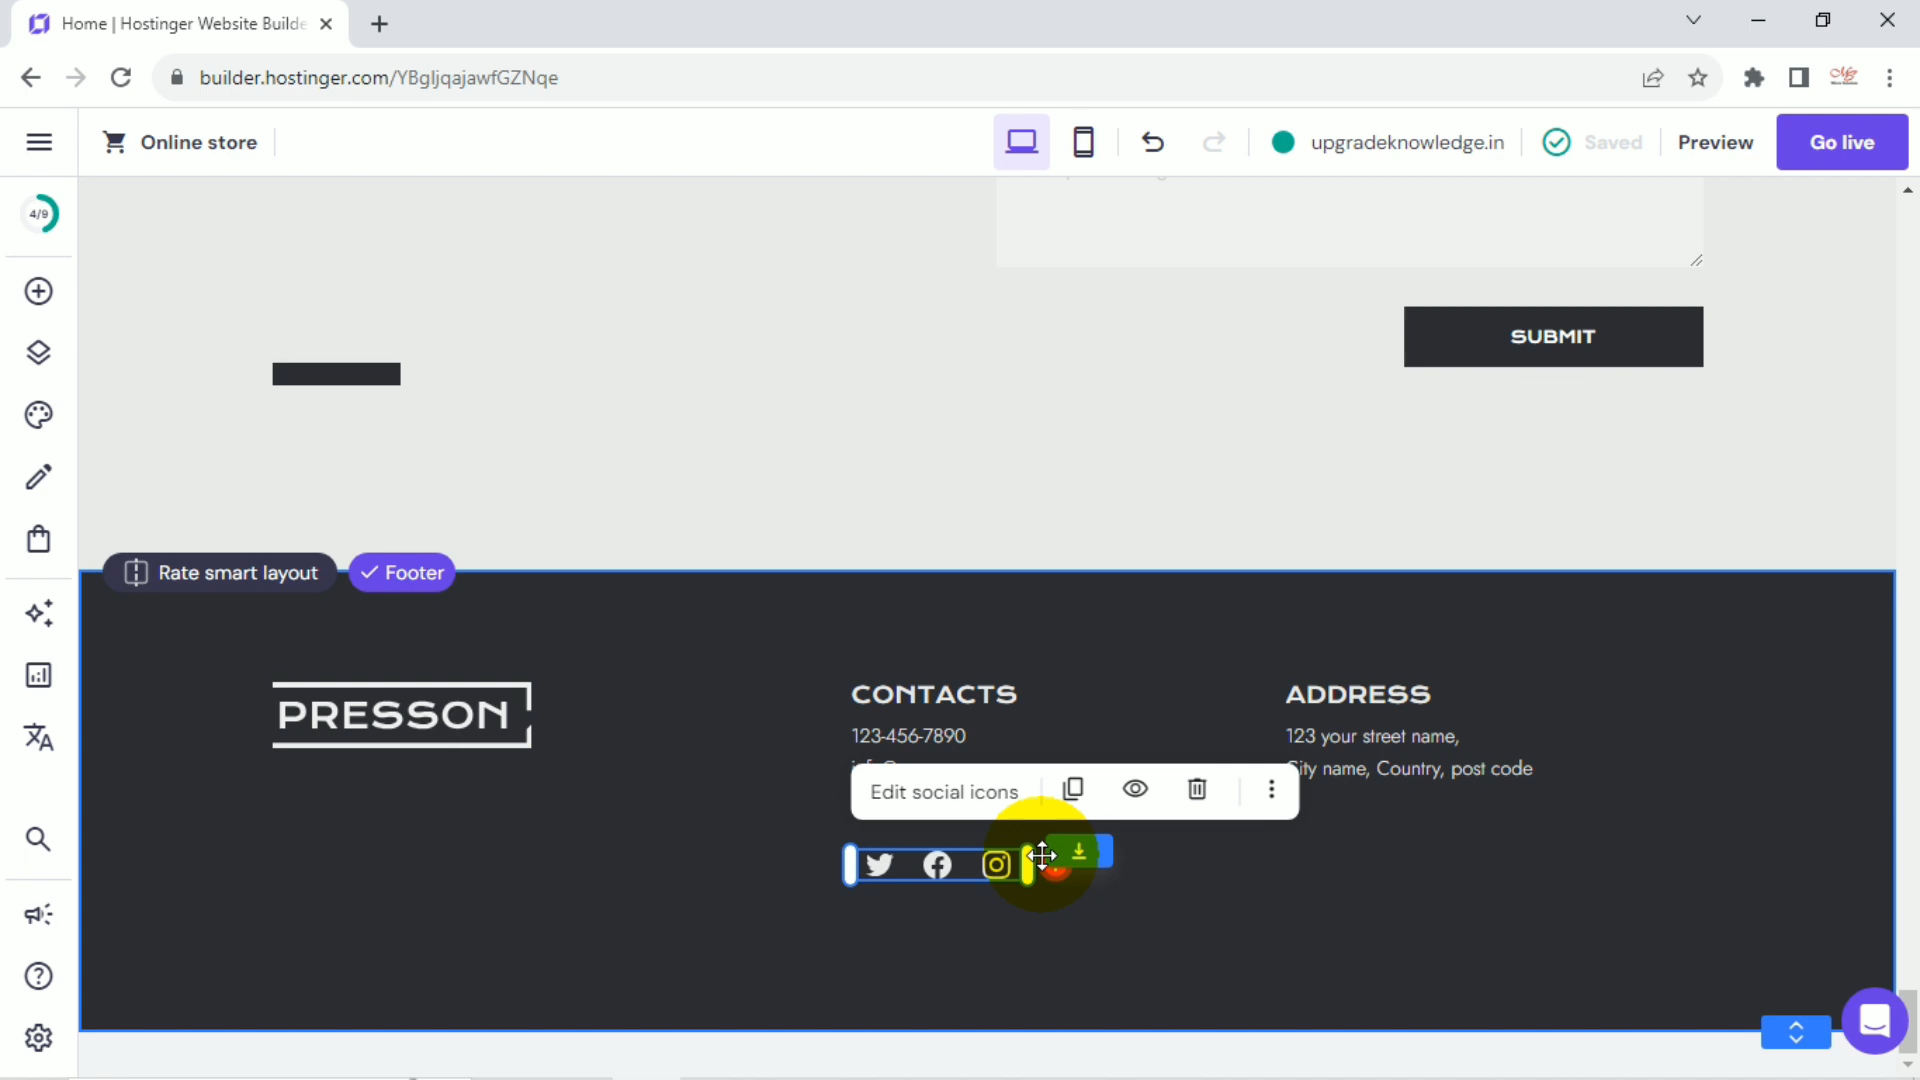 Home | Hostinger Website Builde
builder.hostinger.com/YBgljqajawfGZNqe
Online store
upgradeknowledge.in
Saved
Preview
Go live
4/9
SUBMIT
Rate smart layout
Footer
PRESSON
CONTACTS
123-456-7890
ADDRESS
123 your street name,
City name, Country, post code
Edit social icons